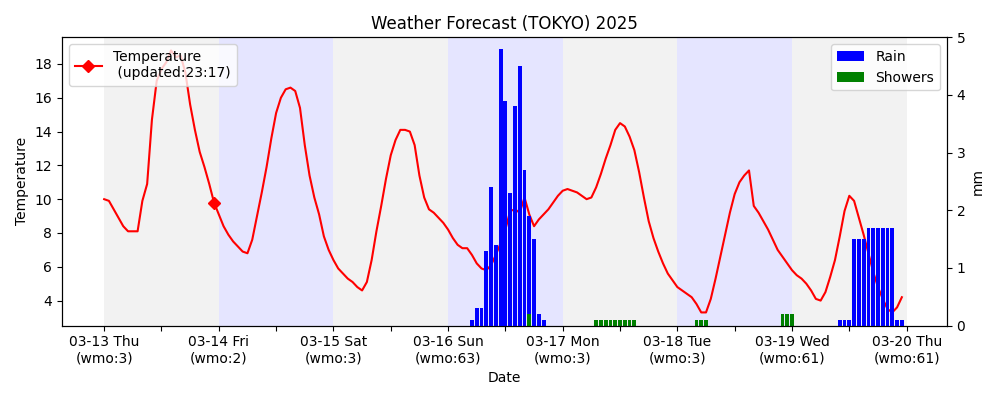 Weather Forecast (TOKYO) 2025
Temperature
(updated:23:17)
Rain
Showers
18
16
14
12
10
8
6
4
Temperature
5
4
3
2
1
0
mm
03-13 Thu
(wmo:3)
03-14 Fri
(wmo:2)
03-15 Sat
(wmo:3)
03-16 Sun
(wmo:63)
03-17 Mon
(wmo:3)
03-18 Tue
(wmo:3)
03-19 Wed
(wmo:61)
03-20 Thu
(wmo:61)
Date